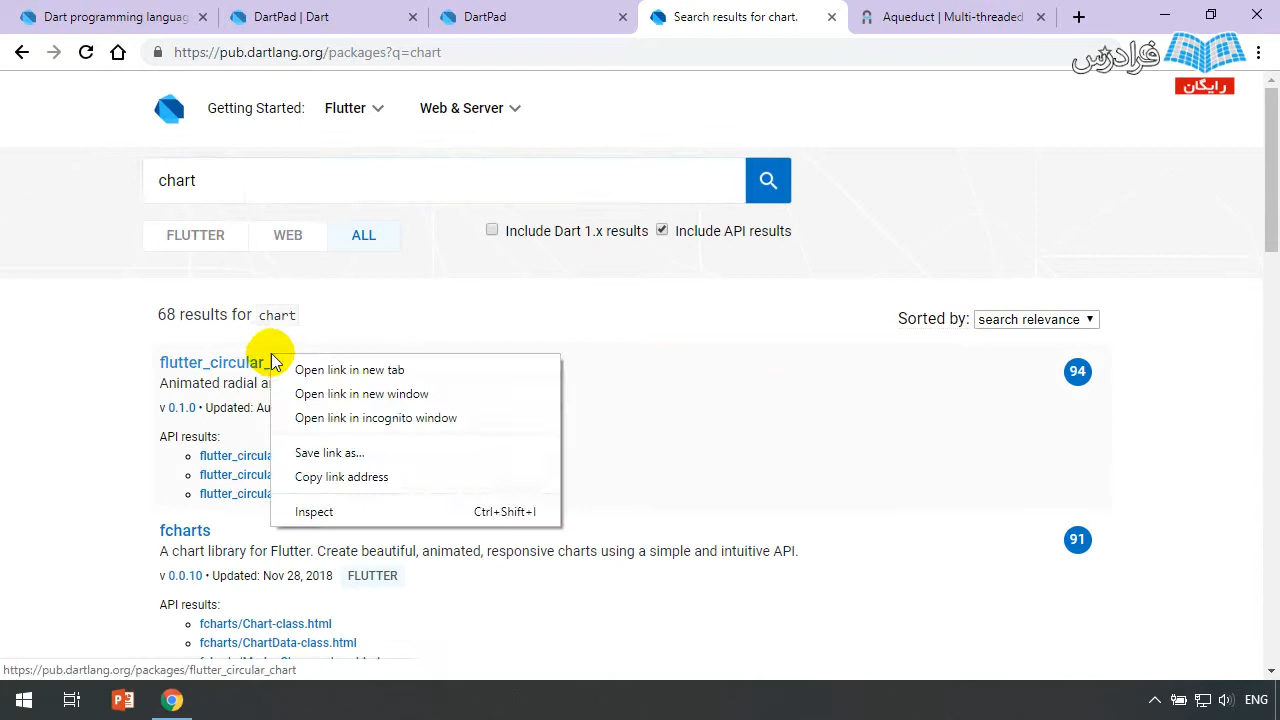 Dart programming languag
DartPad | Dart
DartPad
Search results for chart.
Aqueduct | Multi-threaded
https://pub.dartlang.org/packages?q=chart
فرادرس
رایگان
Getting Started:
Flutter
Web & Server
chart
FLUTTER
WEB
ALL
Include Dart 1.x results
Include API results
68 results for chart
Sorted by: search relevance
flutter_circular_
94
Animated radial a
v 0.1.0 • Updated: Au
API results:
flutter_circula
flutter_circula
flutter_circula
Open link in new tab
Open link in new window
Open link in incognito window
Save link as...
Copy link address
Inspect Ctrl+Shift+I
fcharts
91
A chart library for Flutter. Create beautiful, animated, responsive charts using a simple and intuitive API.
v 0.0.10 • Updated: Nov 28, 2018 FLUTTER
API results:
fcharts/Chart-class.html
fcharts/ChartData-class.html
https://pub.dartlang.org/packages/flutter_circular_chart
ENG